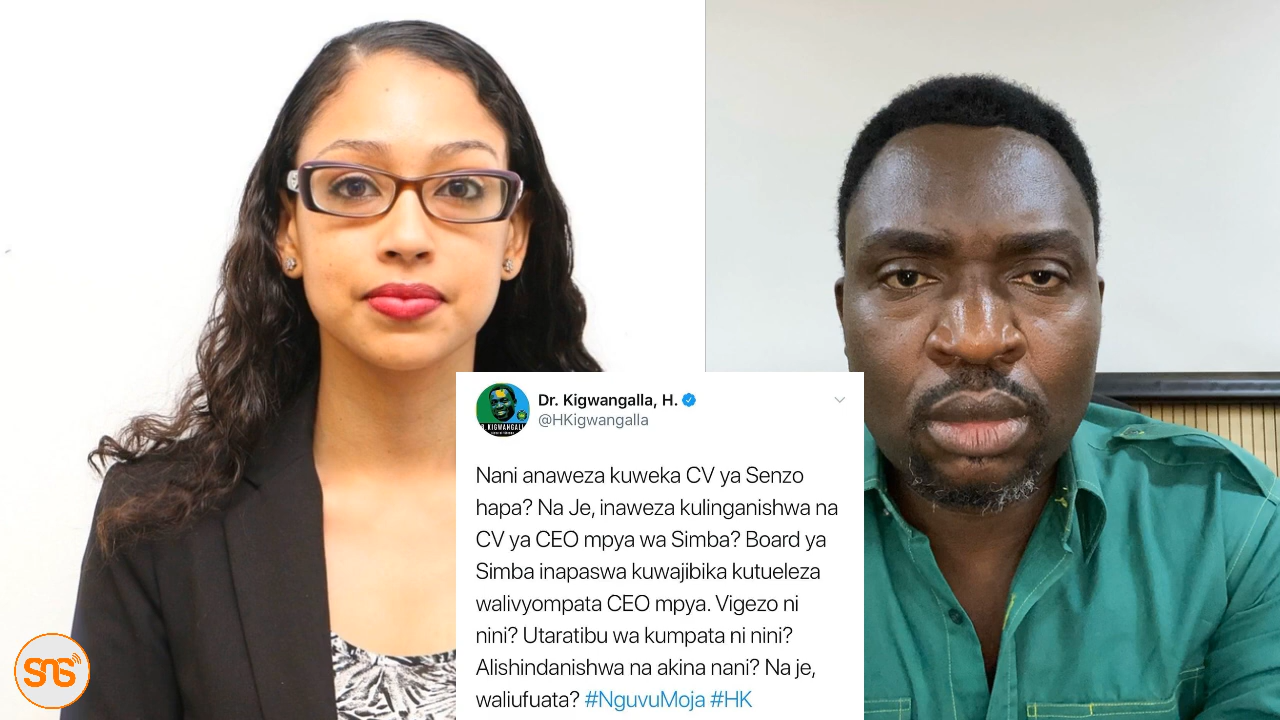 Dr. Kigwangalla, H.
@HKigwangalla
Nani anaweza kuweka CV ya Senzo
hapa? Na Je, inaweza kulinganishwa na
CV ya CEO mpya wa Simba? Board ya
Simba inapaswa kuwajibika kutueleza
walivyompata CEO mpya. Vigezo ni
nini? Utaratibu wa kumpata ni nini?
Alishindanishwa na akina nani? Na je,
waliufuata? #NguvuMoja #HK
SNS